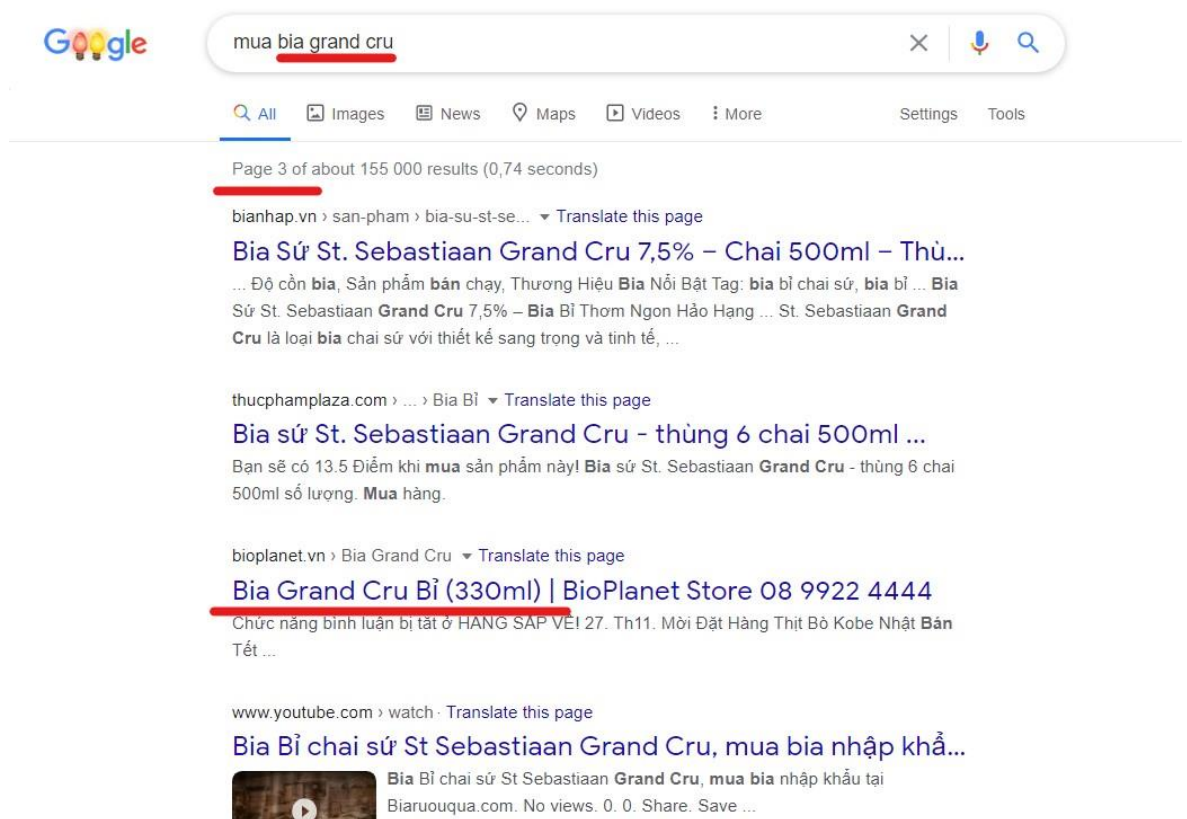 Google
mua bia grand cru
All Images News Maps Videos More Settings Tools
Page 3 of about 155 000 results (0,74 seconds)
bianhap.vn › san-pham › bia-su-st-se... Translate this page
Bia Sứ St. Sebastiaan Grand Cru 7,5% – Chai 500ml – Thù...
... Độ cồn bia, Sản phẩm bán chạy, Thương Hiệu Bia Nổi Bật Tag: bia bỉ chai sứ, bia bỉ ... Bia
Sứ St. Sebastiaan Grand Cru 7,5% – Bia Bỉ Thơm Ngon Hảo Hạng ... St. Sebastiaan Grand
Cru là loại bia chai sứ với thiết kế sang trọng và tinh tế, ...
thucphamplaza.com › ... › Bia Bỉ Translate this page
Bia sứ St. Sebastiaan Grand Cru - thùng 6 chai 500ml ...
Bạn sẽ có 13.5 Điểm khi mua sản phẩm này! Bia sứ St. Sebastiaan Grand Cru - thùng 6 chai
500ml số lượng. Mua hàng.
bioplanet.vn › Bia Grand Cru Translate this page
Bia Grand Cru Bỉ (330ml) | BioPlanet Store 08 9922 4444
Chức năng bình luận bị tắt ở HÀNG SẮP VỀ! 27. Th11. Mời Đặt Hàng Thịt Bò Kobe Nhật Bán
Tết ...
www.youtube.com › watch · Translate this page
Bia Bỉ chai sứ St Sebastiaan Grand Cru, mua bia nhập khẩ...
Bia Bỉ chai sứ St Sebastiaan Grand Cru, mua bia nhập khẩu tại
Biaruouqua.com. No views. 0. 0. Share. Save ...